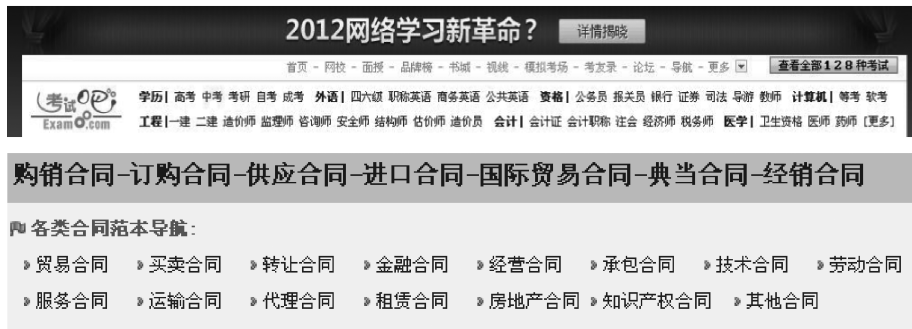 2012网络学习新革命？ 详情揭晓
首页 - 网校 - 面授 - 品牌榜 - 书城 - 视线 - 模拟考场 - 考友录 - 论坛 - 导航 - 更多 查看全部128种考试
考试 Exam8.com
学历| 高考 中考 考研 自考 成考 外语| 四六级 职称英语 商务英语 公共英语 资格| 公务员 报关员 银行 证券 司法 导游 教师 计算机| 等考 软考
工程|一建 二建 造价师 监理师 咨询师 安全师 结构师 估价师 造价员 会计| 会计证 会计职称 注会 经济师 税务师 医学| 卫生资格 医师 药师 [更多]
购销合同-订购合同-供应合同-进口合同-国际贸易合同-典当合同-经销合同
各类合同范本导航:
»贸易合同 »买卖合同 »转让合同 »金融合同 »经营合同 »承包合同 »技术合同 »劳动合同
»服务合同 »运输合同 »代理合同 »租赁合同 »房地产合同 »知识产权合同 »其他合同